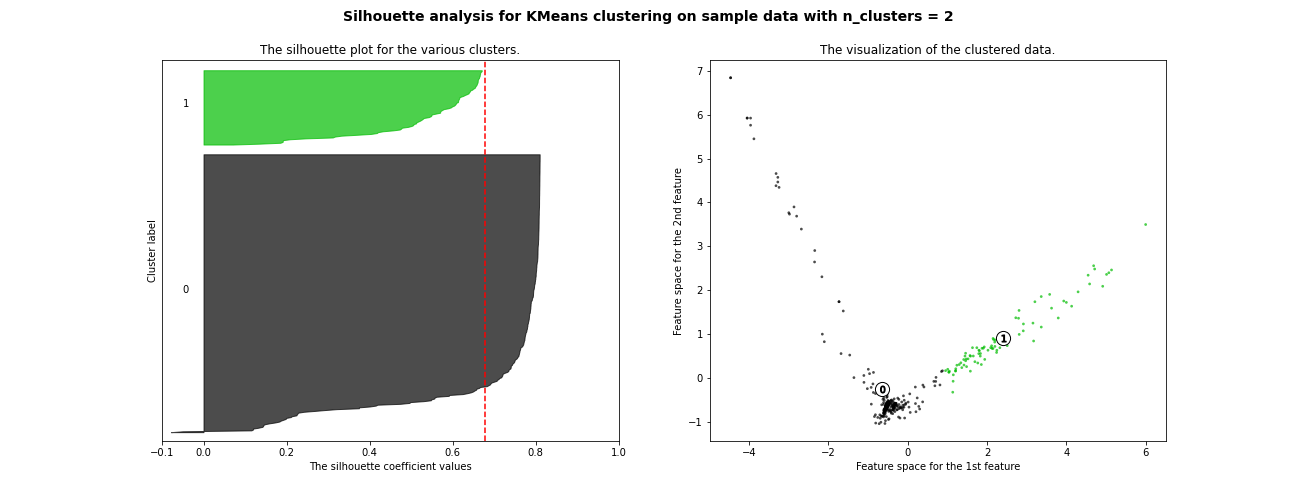 Silhouette analysis for KMeans clustering on sample data with n_clusters = 2
The silhouette plot for the various clusters.
1
0
Cluster label
−0.1 0.0 0.2 0.4 0.6 0.8 1.0
The silhouette coefficient values
The visualization of the clustered data.
7
6
5
4
3
2
1
0
−1
Feature space for the 2nd feature
1
0
−4 −2 0 2 4 6
Feature space for the 1st feature